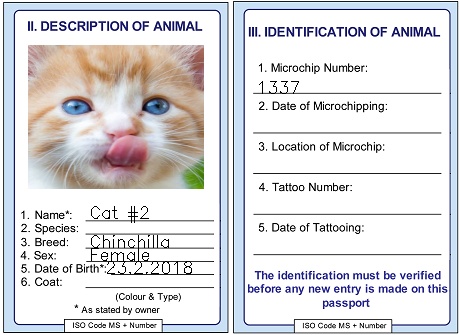 II. DESCRIPTION OF ANIMAL
1. Name*: Cat #2
2. Species:
3. Breed: Chinchilla
4. Sex: Female
5. Date of Birth*: 23.2.2018
6. Coat:
(Colour & Type)
* As stated by owner
ISO Code MS + Number
III. IDENTIFICATION OF ANIMAL
1. Microchip Number:
1337
2. Date of Microchipping:
3. Location of Microchip:
4. Tattoo Number:
5. Date of Tattooing:
The identification must be verified
before any new entry is made on this
passport
ISO Code MS + Number